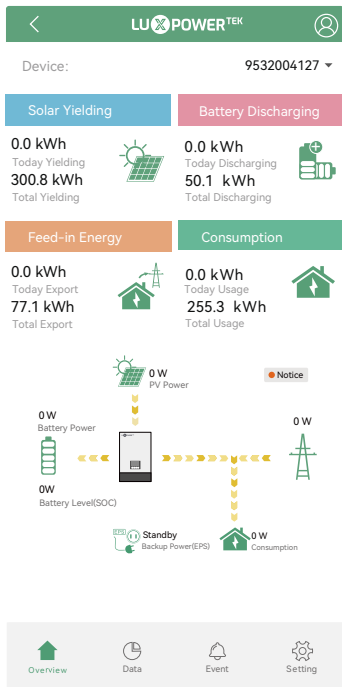 LUXPOWERTEK
Device:
9532004127
Solar Yielding
Battery Discharging
0.0 kWh
Today Yielding
300.8 kWh
Total Yielding
0.0 kWh
Today Discharging
50.1 kWh
Total Discharging
Feed-in Energy
Consumption
0.0 kWh
Today Export
77.1 kWh
Total Export
0.0 kWh
Today Usage
255.3 kWh
Total Usage
0 W
PV Power
Notice
0 W
Battery Power
0 W
0W
Battery Level(SOC)
EPS
Standby
Backup Power(EPS)
0 W
Consumption
Overview
Data
Event
Setting